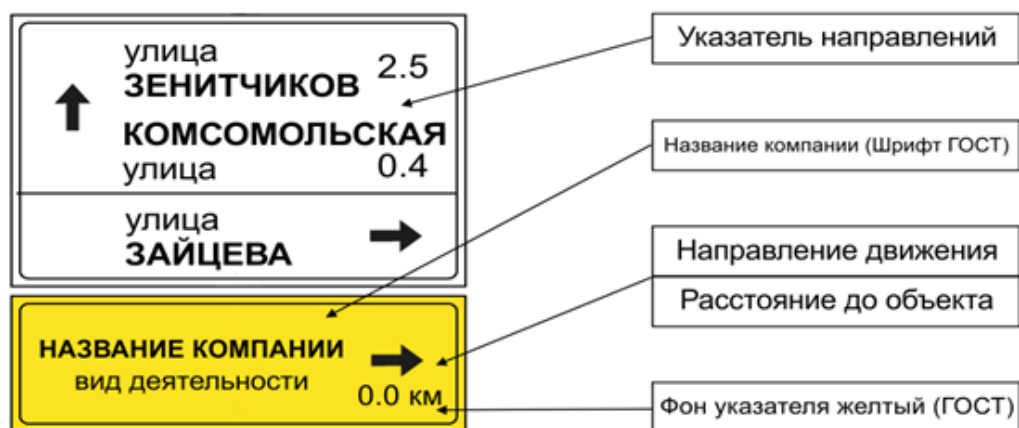 улица
ЗЕНИТЧИКОВ 2.5
КОМСОМОЛЬСКАЯ
улица 0.4
улица
ЗАЙЦЕВА
НАЗВАНИЕ КОМПАНИИ
вид деятельности
0.0 км
Указатель направлений
Название компании (Шрифт ГОСТ)
Направление движения
Расстояние до объекта
Фон указателя желтый (ГОСТ)